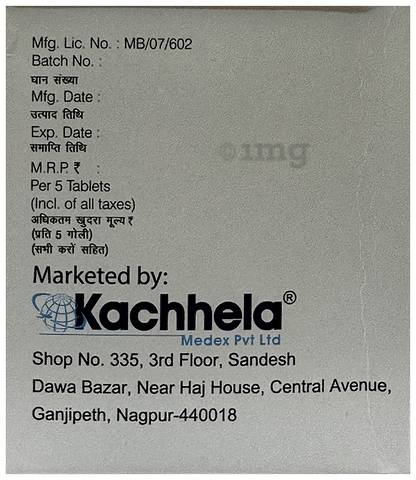 Mfg. Lic. No. : MB/07/602
Batch No. :
घान संख्या
Mfg. Date :
उत्पाद तिथि
Exp. Date :
समाप्ति तिथि
M.R.P. ₹ :
Per 5 Tablets
(Incl. of all taxes)
अधिकतम खुदरा मूल्य ₹
(प्रति 5 गोली)
(सभी करों सहित)
1mg
Marketed by:
Kachhela®
Medex Pvt Ltd
Shop No. 335, 3rd Floor, Sandesh
Dawa Bazar, Near Haj House, Central Avenue,
Ganjipeth, Nagpur-440018